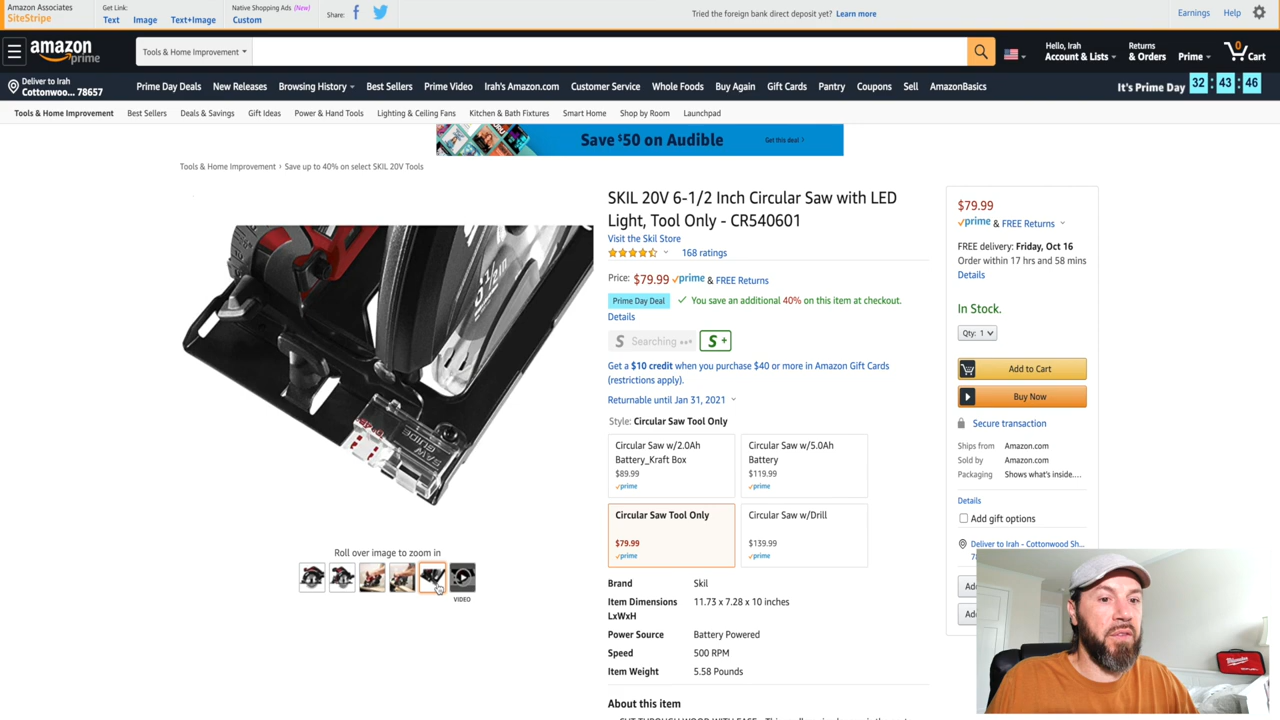 Amazon Associates
SiteStripe
Get Link:
Text Image Text+Image
Native Shopping Ads (New)
Custom
Share:
Tried the foreign bank direct deposit yet? Learn more
Earnings Help
amazon
prime
Tools & Home Improvement
Hello, Irah
Account & Lists
Returns
& Orders
Prime
0
Cart
Deliver to Irah
Cottonwoo... 78657
Prime Day Deals New Releases Browsing History Best Sellers Prime Video Irah's Amazon.com Customer Service Whole Foods Buy Again Gift Cards Pantry Coupons Sell AmazonBasics
It's Prime Day 32 : 43 : 46
Tools & Home Improvement Best Sellers Deals & Savings Gift Ideas Power & Hand Tools Lighting & Ceiling Fans Kitchen & Bath Fixtures Smart Home Shop by Room Launchpad
Save $50 on Audible Get this deal >
Tools & Home Improvement › Save up to 40% on select SKIL 20V Tools
6-1/2 in.
SAW
GUIDE
Roll over image to zoom in
VIDEO
SKIL 20V 6-1/2 Inch Circular Saw with LED
Light, Tool Only - CR540601
Visit the Skil Store
168 ratings
Price: $79.99 prime & FREE Returns
Prime Day Deal ✓ You save an additional 40% on this item at checkout.
Details
S Searching ••• S +
Get a $10 credit when you purchase $40 or more in Amazon Gift Cards
(restrictions apply).
Returnable until Jan 31, 2021
Style: Circular Saw Tool Only
Circular Saw w/2.0Ah
Battery_Kraft Box
$89.99
prime
Circular Saw w/5.0Ah
Battery
$119.99
prime
Circular Saw Tool Only
$79.99
prime
Circular Saw w/Drill
$139.99
prime
Brand Skil
Item Dimensions 11.73 x 7.28 x 10 inches
LxWxH
Power Source Battery Powered
Speed 500 RPM
Item Weight 5.58 Pounds
About this item
$79.99
prime & FREE Returns
FREE delivery: Friday, Oct 16
Order within 17 hrs and 58 mins
Details
In Stock.
Qty: 1
Add to Cart
Buy Now
Secure transaction
Ships from Amazon.com
Sold by Amazon.com
Packaging Shows what's inside....
Details
Add gift options
Deliver to Irah - Cottonwood Sh...
Milwaukee